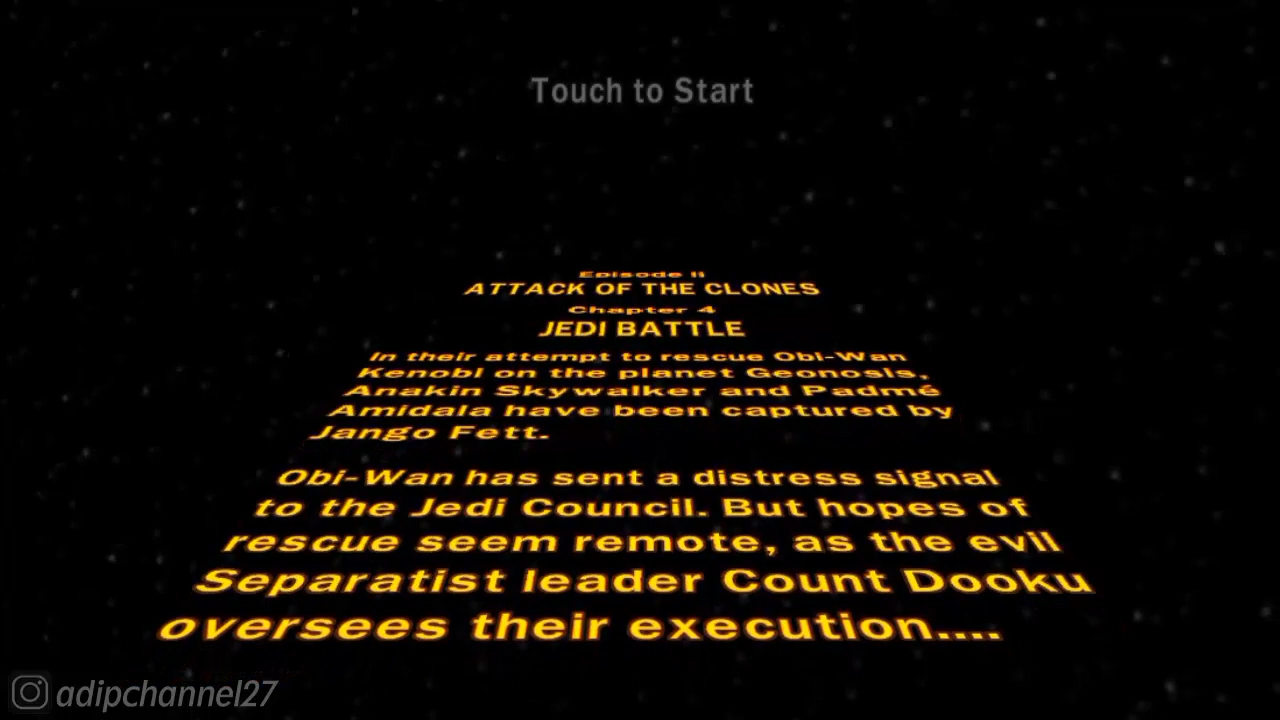 Touch to Start
Episode II
ATTACK OF THE CLONES
Chapter 4
JEDI BATTLE
In their attempt to rescue Obi-Wan
Kenobi on the planet Geonosis,
Anakin Skywalker and Padmé
Amidala have been captured by
Jango Fett.
Obi-Wan has sent a distress signal
to the Jedi Council. But hopes of
rescue seem remote, as the evil
Separatist leader Count Dooku
oversees their execution....
adipchannel27